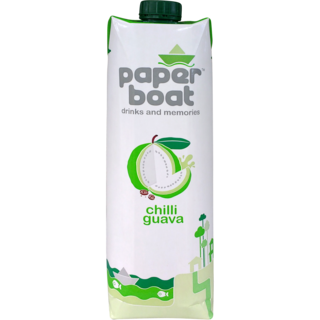 paper
boat
drinks and memories
chilli
guava